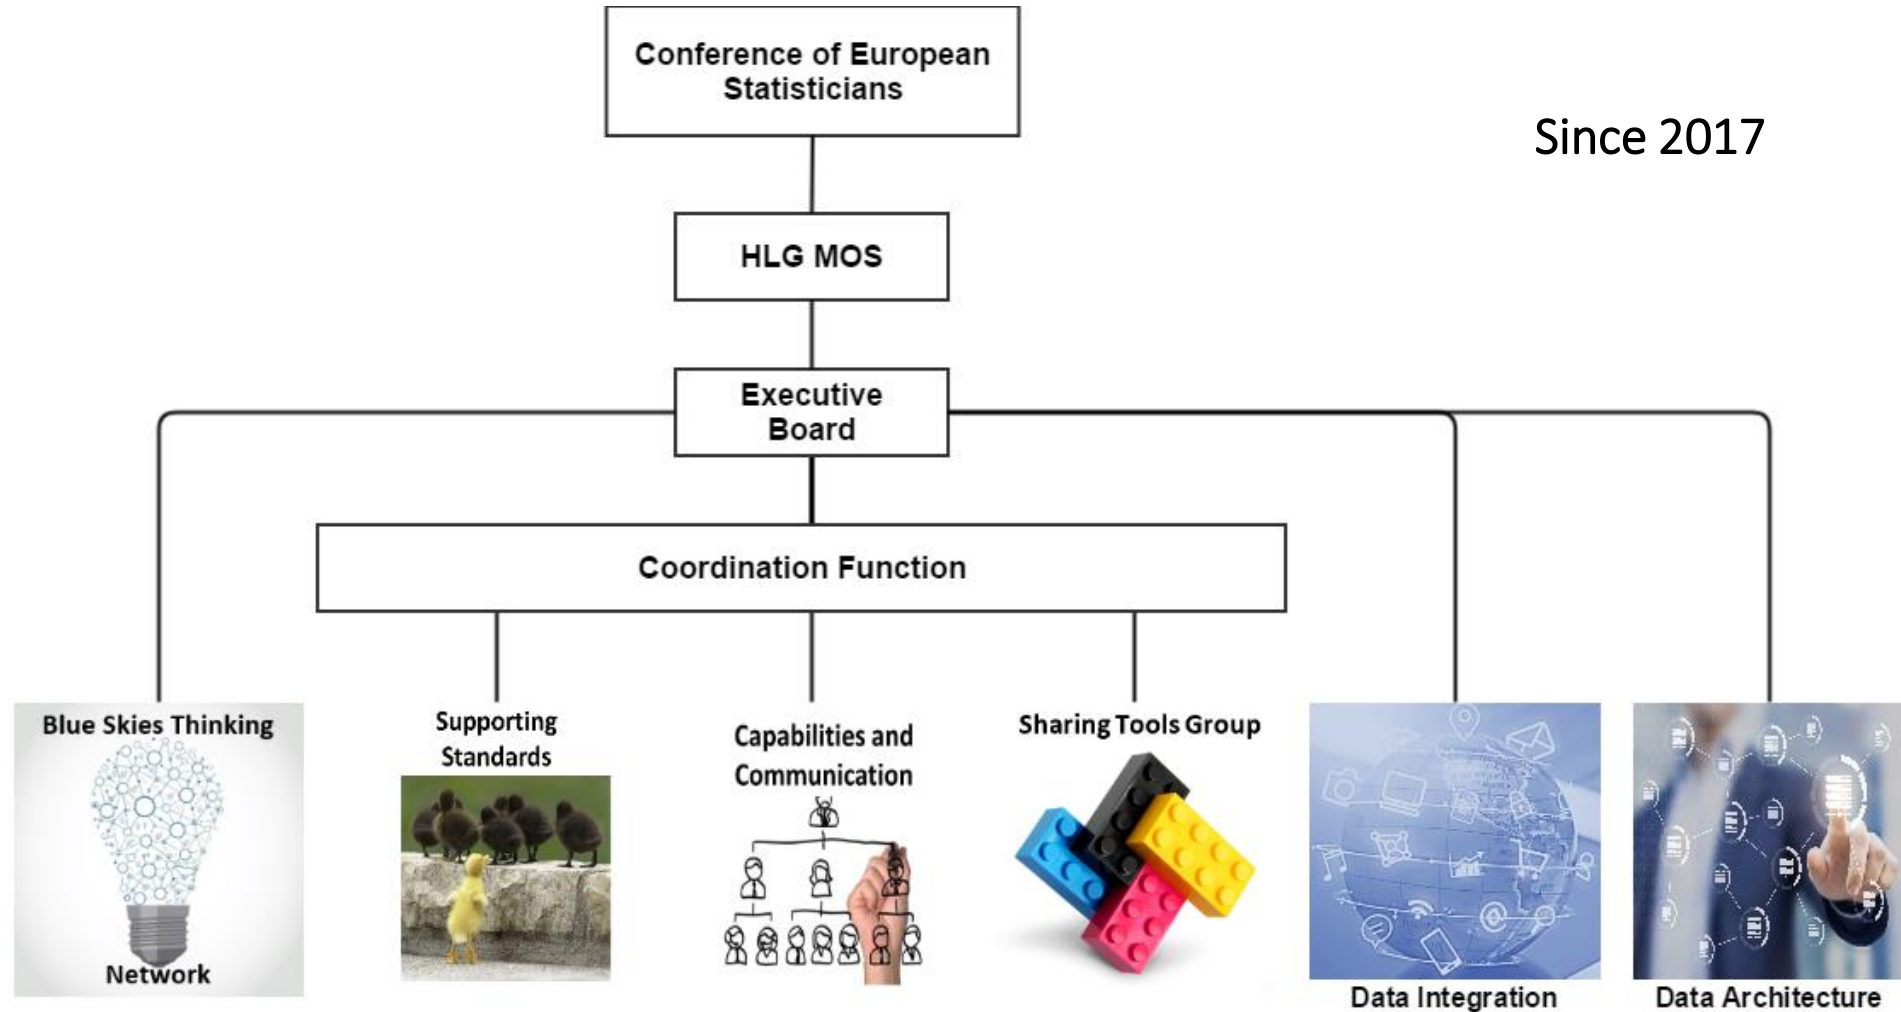 Conference of European
Statisticians
Since 2017
HLG MOS
Executive
Board
Coordination Function
Blue Skies Thinking
Network
Supporting
Standards
Capabilities and
Communication
Sharing Tools Group
Data Integration
Data Architecture